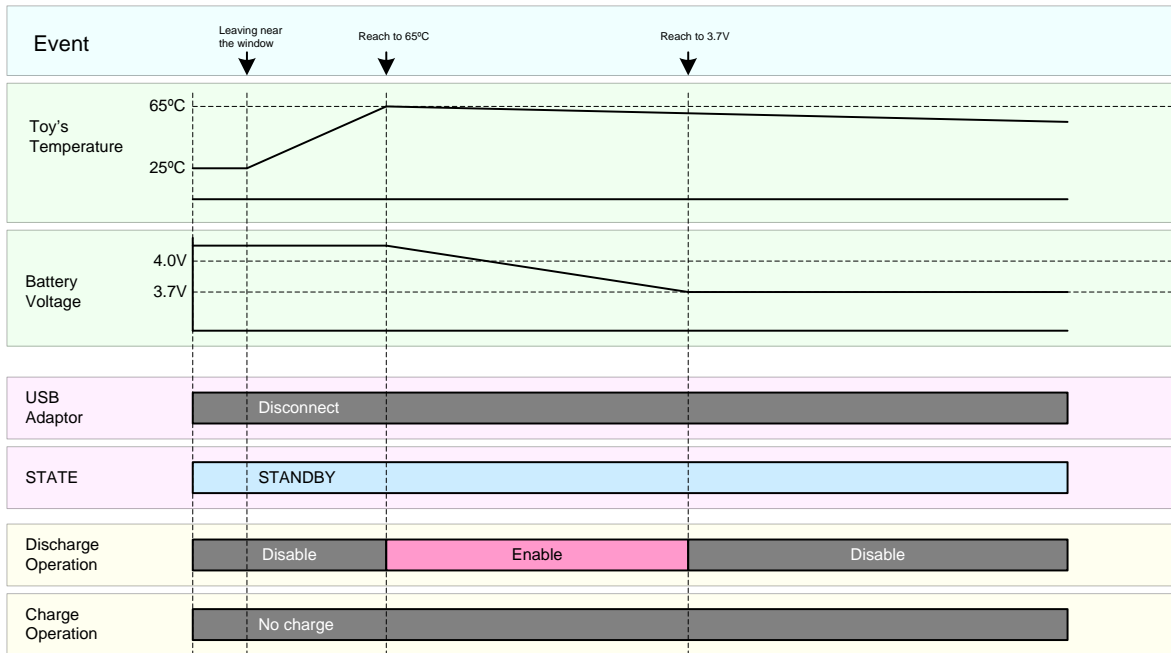 Event
Leaving near
the window
Reach to 65ºC
Reach to 3.7V
Toy's
Temperature
65ºC
25ºC
Battery
Voltage
4.0V
3.7V
USB
Adaptor
Disconnect
STATE
STANDBY
Discharge
Operation
Disable
Enable
Disable
Charge
Operation
No charge